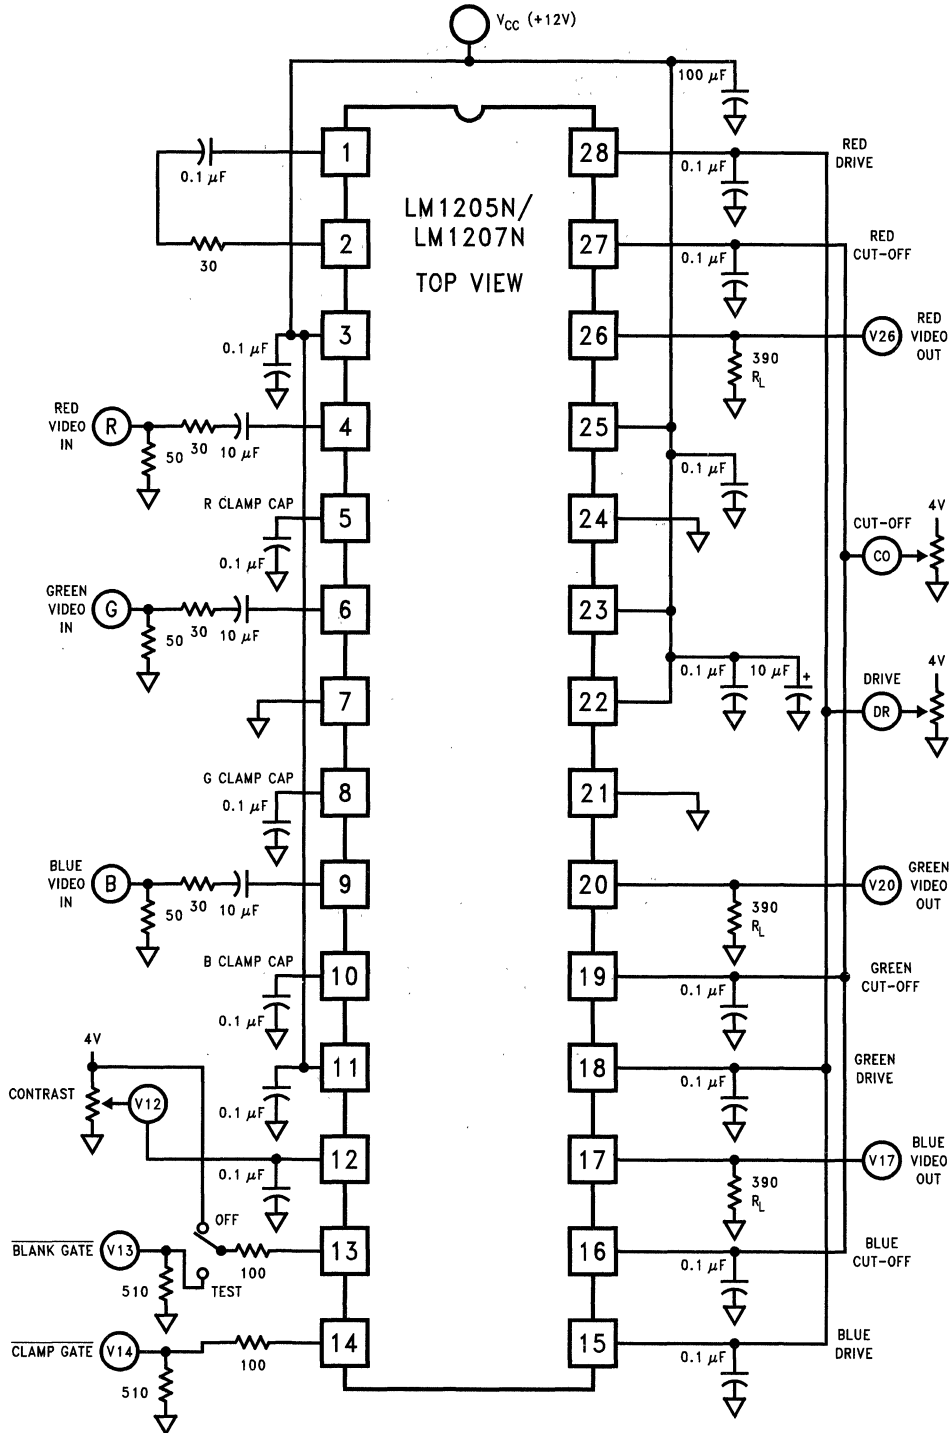 VCC (+12V)
100 µF
1
28
0.1 µF
0.1 µF
RED
DRIVE
LM1205N/
LM1207N
TOP VIEW
2
27
30
0.1 µF
RED
CUT-OFF
3
26
0.1 µF
V26
RED
VIDEO
OUT
390
RL
RED
VIDEO
IN
R
50
30
10 µF
4
25
0.1 µF
R CLAMP CAP
0.1 µF
5
24
CUT-OFF
CO
4V
GREEN
VIDEO
IN
G
50
30
10 µF
6
23
0.1 µF
10 µF
+
7
22
DRIVE
DR
4V
G CLAMP CAP
0.1 µF
8
21
BLUE
VIDEO
IN
B
50
30
10 µF
9
20
V20
GREEN
VIDEO
OUT
390
RL
B CLAMP CAP
0.1 µF
10
19
0.1 µF
GREEN
CUT-OFF
4V
CONTRAST
V12
0.1 µF
11
18
0.1 µF
GREEN
DRIVE
0.1 µF
12
17
V17
BLUE
VIDEO
OUT
390
RL
OFF
BLANK GATE
V13
510
TEST
100
13
16
0.1 µF
BLUE
CUT-OFF
CLAMP GATE
V14
510
100
14
15
0.1 µF
BLUE
DRIVE